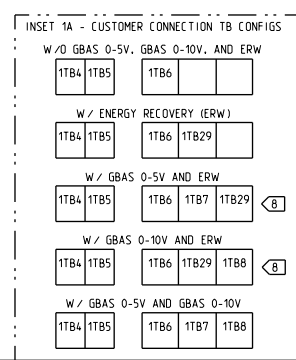 INSET 1A - CUSTOMER CONNECTION TB CONFIGS
W/O GBAS 0-5V, GBAS 0-10V, AND ERW
1TB4 1TB5 1TB6
W/ ENERGY RECOVERY (ERW)
1TB4 1TB5 1TB6 1TB29
W/ GBAS 0-5V AND ERW
1TB4 1TB5 1TB6 1TB7 1TB29 8
W/ GBAS 0-10V AND ERW
1TB4 1TB5 1TB6 1TB29 1TB8 8
W/ GBAS 0-5V AND GBAS 0-10V
1TB4 1TB5 1TB6 1TB7 1TB8